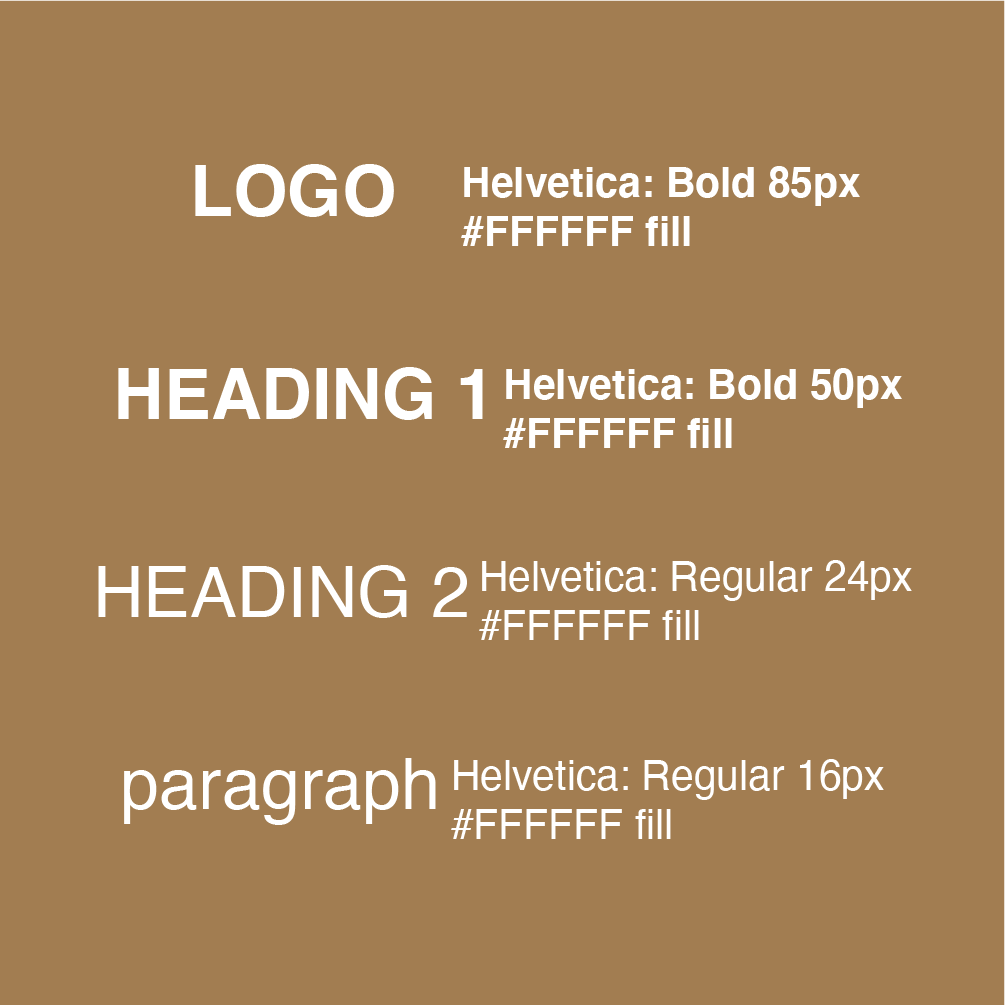 LOGO
Helvetica: Bold 85px
#FFFFFF fill
HEADING 1
Helvetica: Bold 50px
#FFFFFF fill
HEADING 2
Helvetica: Regular 24px
#FFFFFF fill
paragraph
Helvetica: Regular 16px
#FFFFFF fill